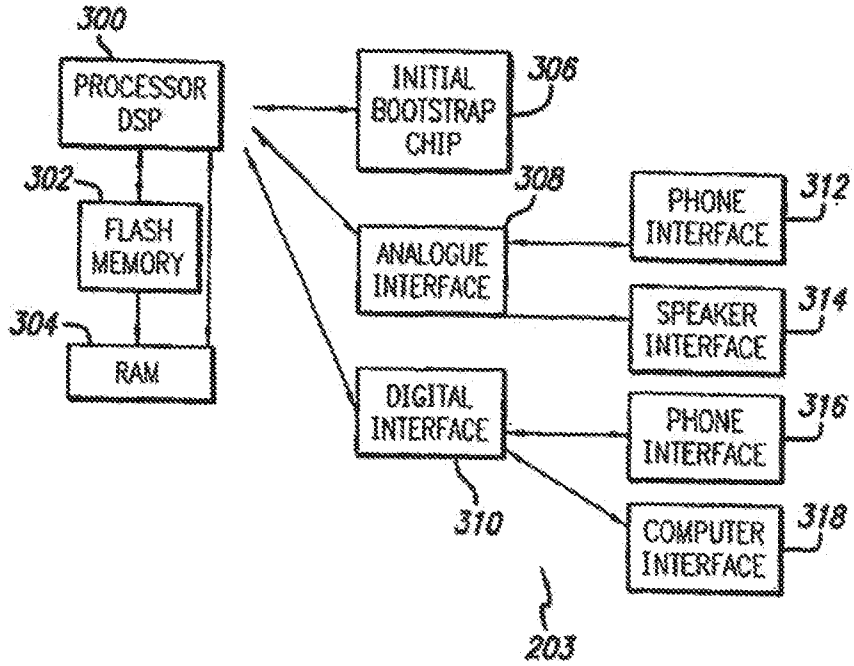 300
PROCESSOR
DSP
302
FLASH
MEMORY
304
RAM
INITIAL
BOOTSTRAP
CHIP
306
308
ANALOGUE
INTERFACE
DIGITAL
INTERFACE
310
PHONE
INTERFACE
312
SPEAKER
INTERFACE
314
PHONE
INTERFACE
316
COMPUTER
INTERFACE
318
203